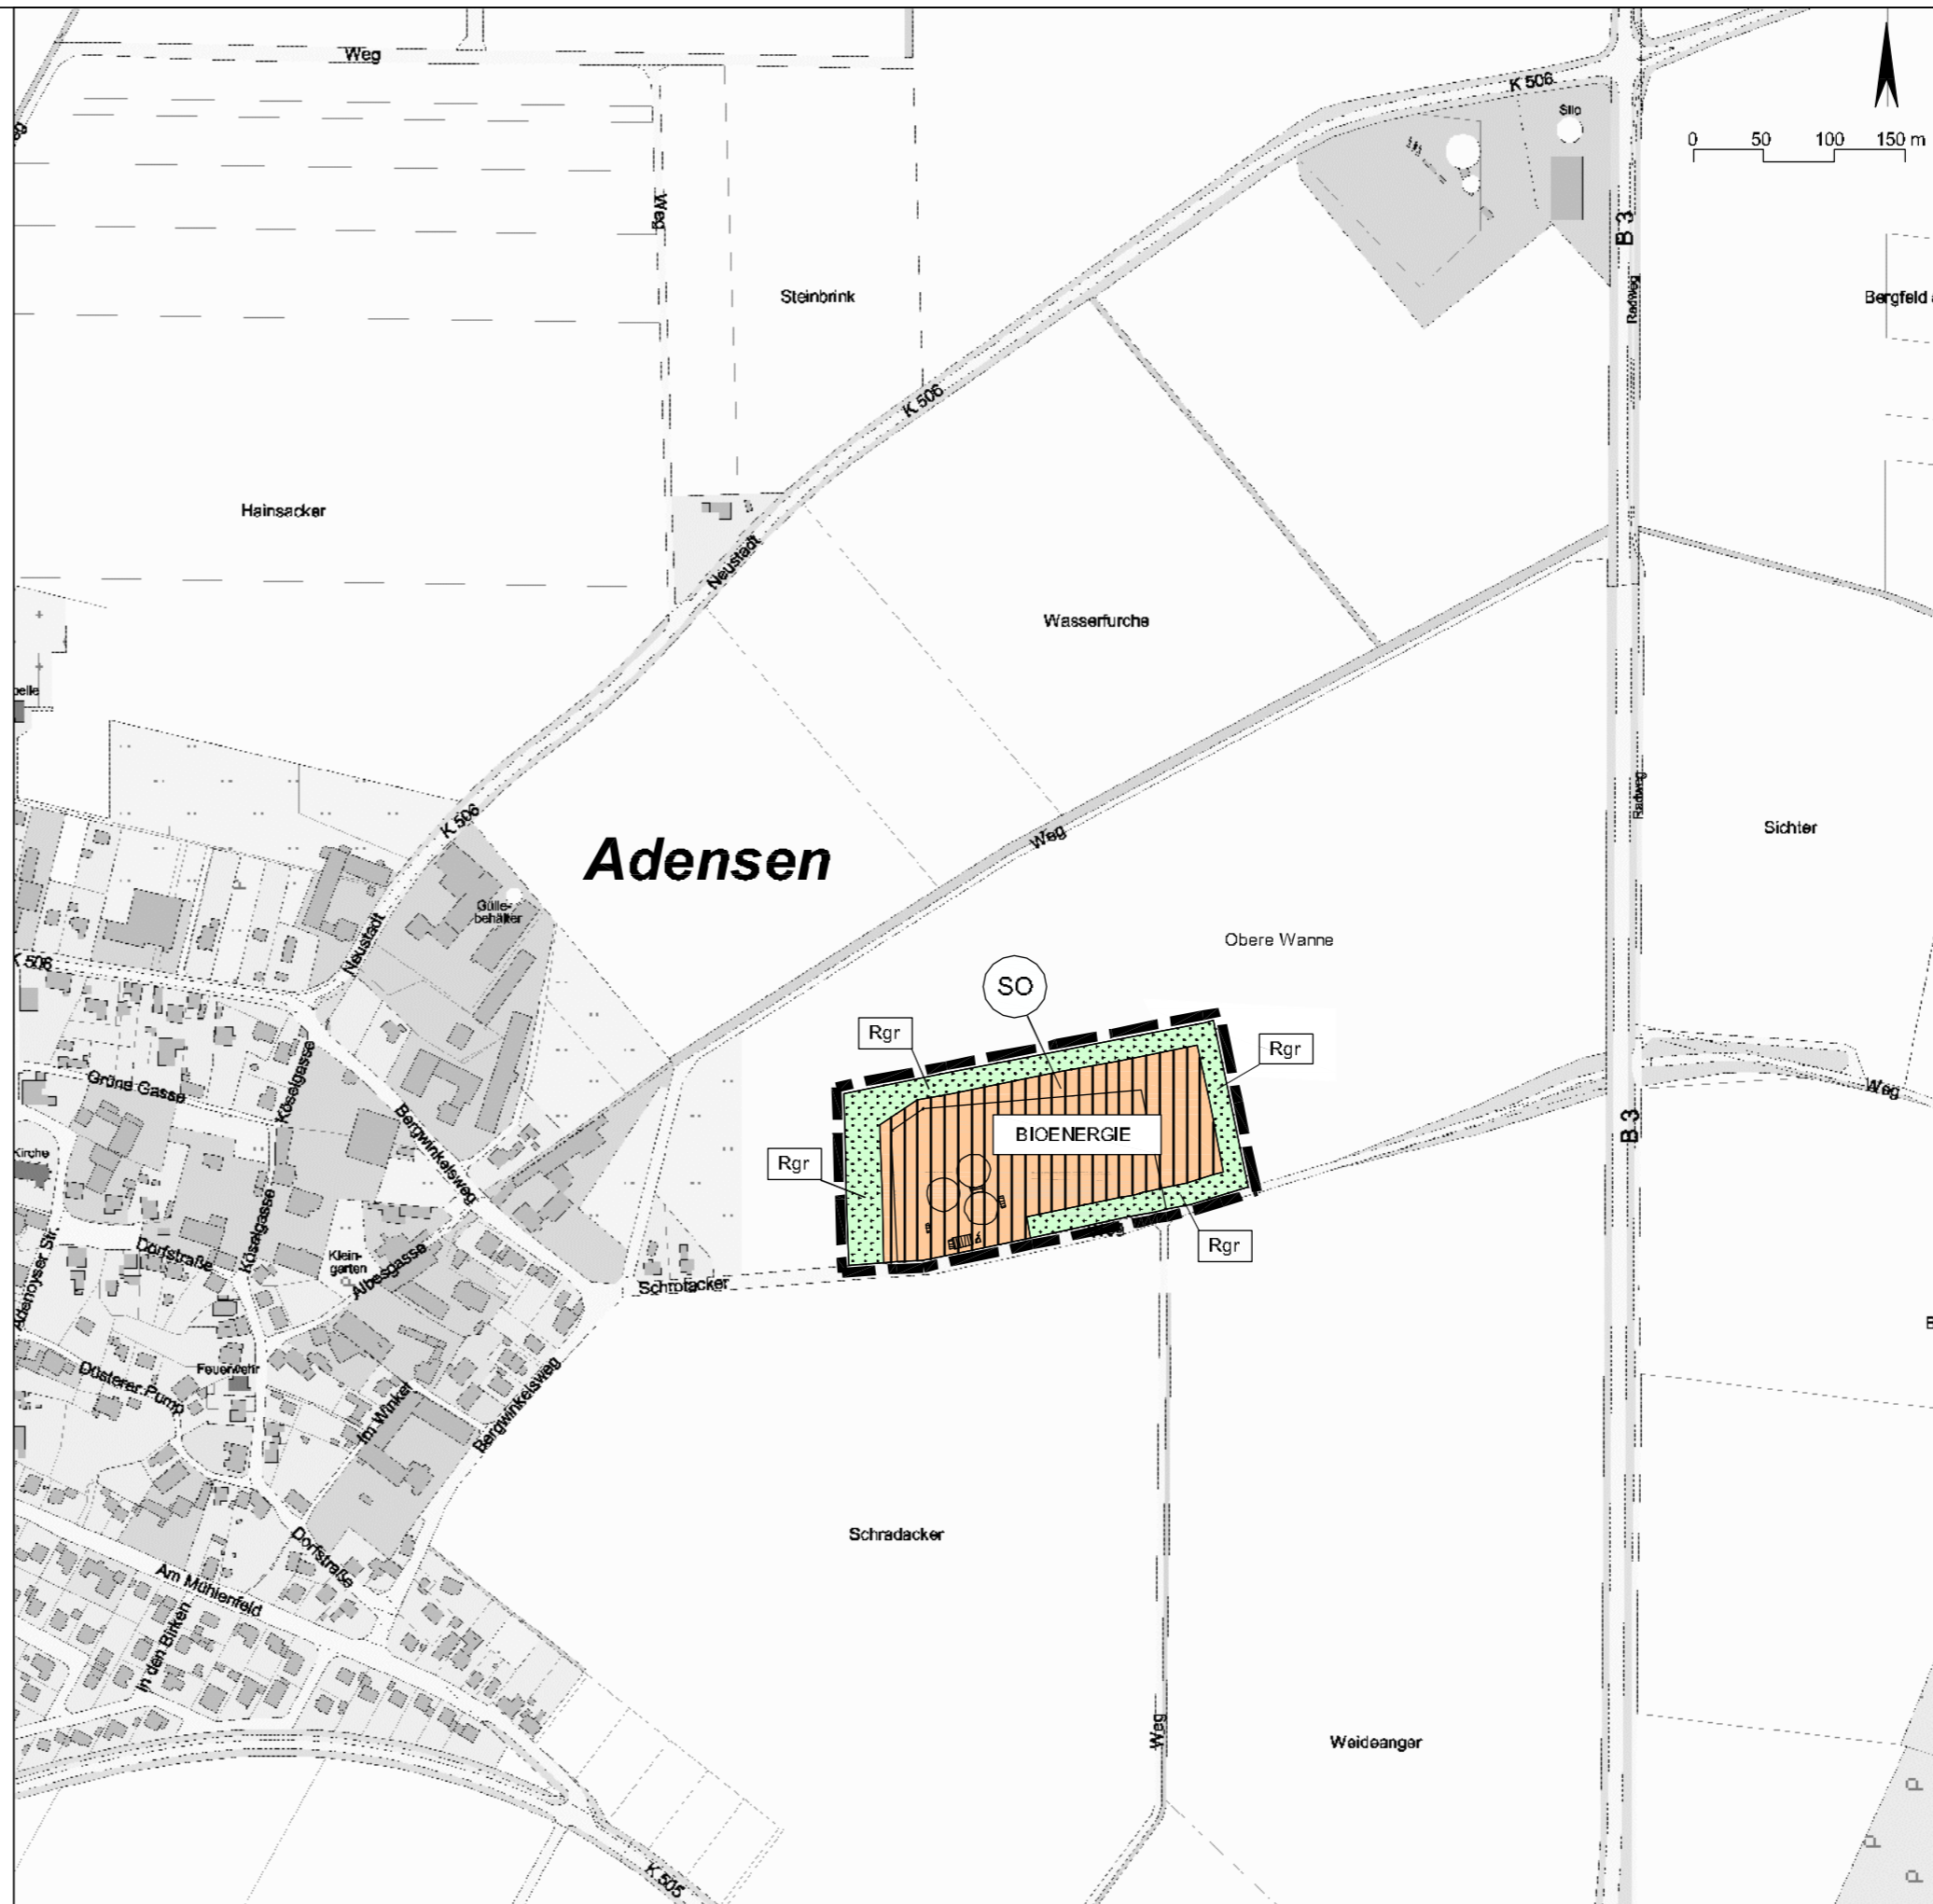 Weg
K 506
Silo
0 50 100 150 m
Weg
B 3
Radweg
Steinbrink
Bergfeld
K 506
Hainsacker
Neustadt
Wasserfurche
K 506
Radweg
Sichter
Weg
Adensen
Gülle-
behälter
Neustadt
K 506
Obere Wanne
SO
Rgr
Rgr
Grüne Gasse
Köselgasse
Weg
Bergwinkelsweg
BIOENERGIE
B 3
Kirche
Rgr
Köselgasse
Dorfstraße
Klein-
garten
Albesgasse
Adenoyser Str.
Weg
Rgr
Schrotacker
Feuerwehr
Düsterer Pump
Im Winkel
Bergwinkelsweg
Schradacker
Dorfstraße
Am Mühlenfeld
In den Birken
Weg
Weideanger
K 505